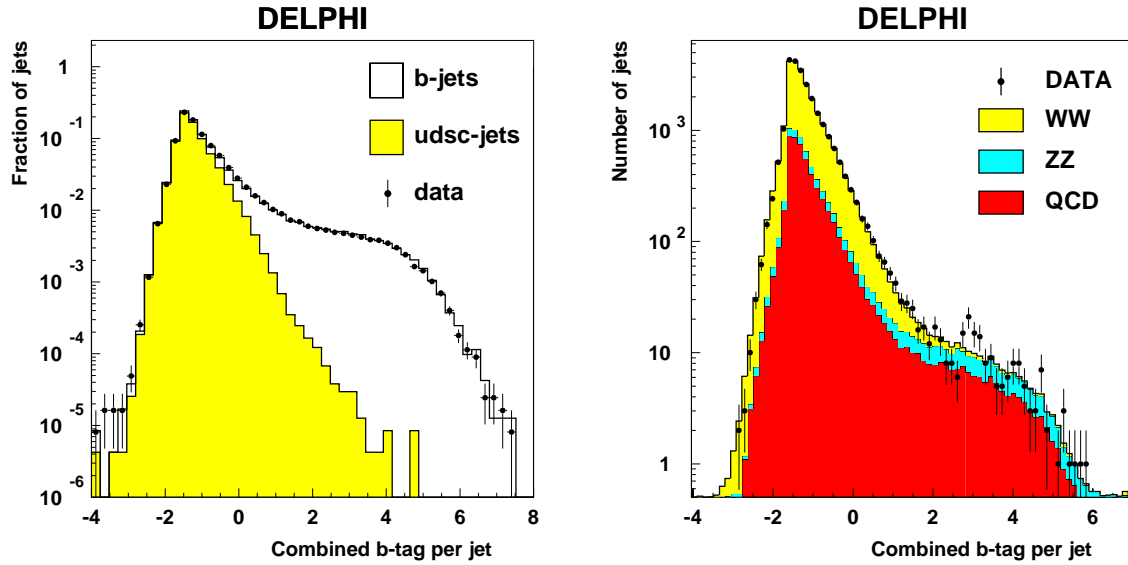 DELPHI
Fraction of jets
1
10 -1
10 -2
10 -3
10 -4
10 -5
10 -6
-4 -2 0 2 4 6 8
Combined b-tag per jet
b-jets
udsc-jets
data
DELPHI
Number of jets
10 3
10 2
10
1
-4 -2 0 2 4 6
Combined b-tag per jet
DATA
WW
ZZ
QCD